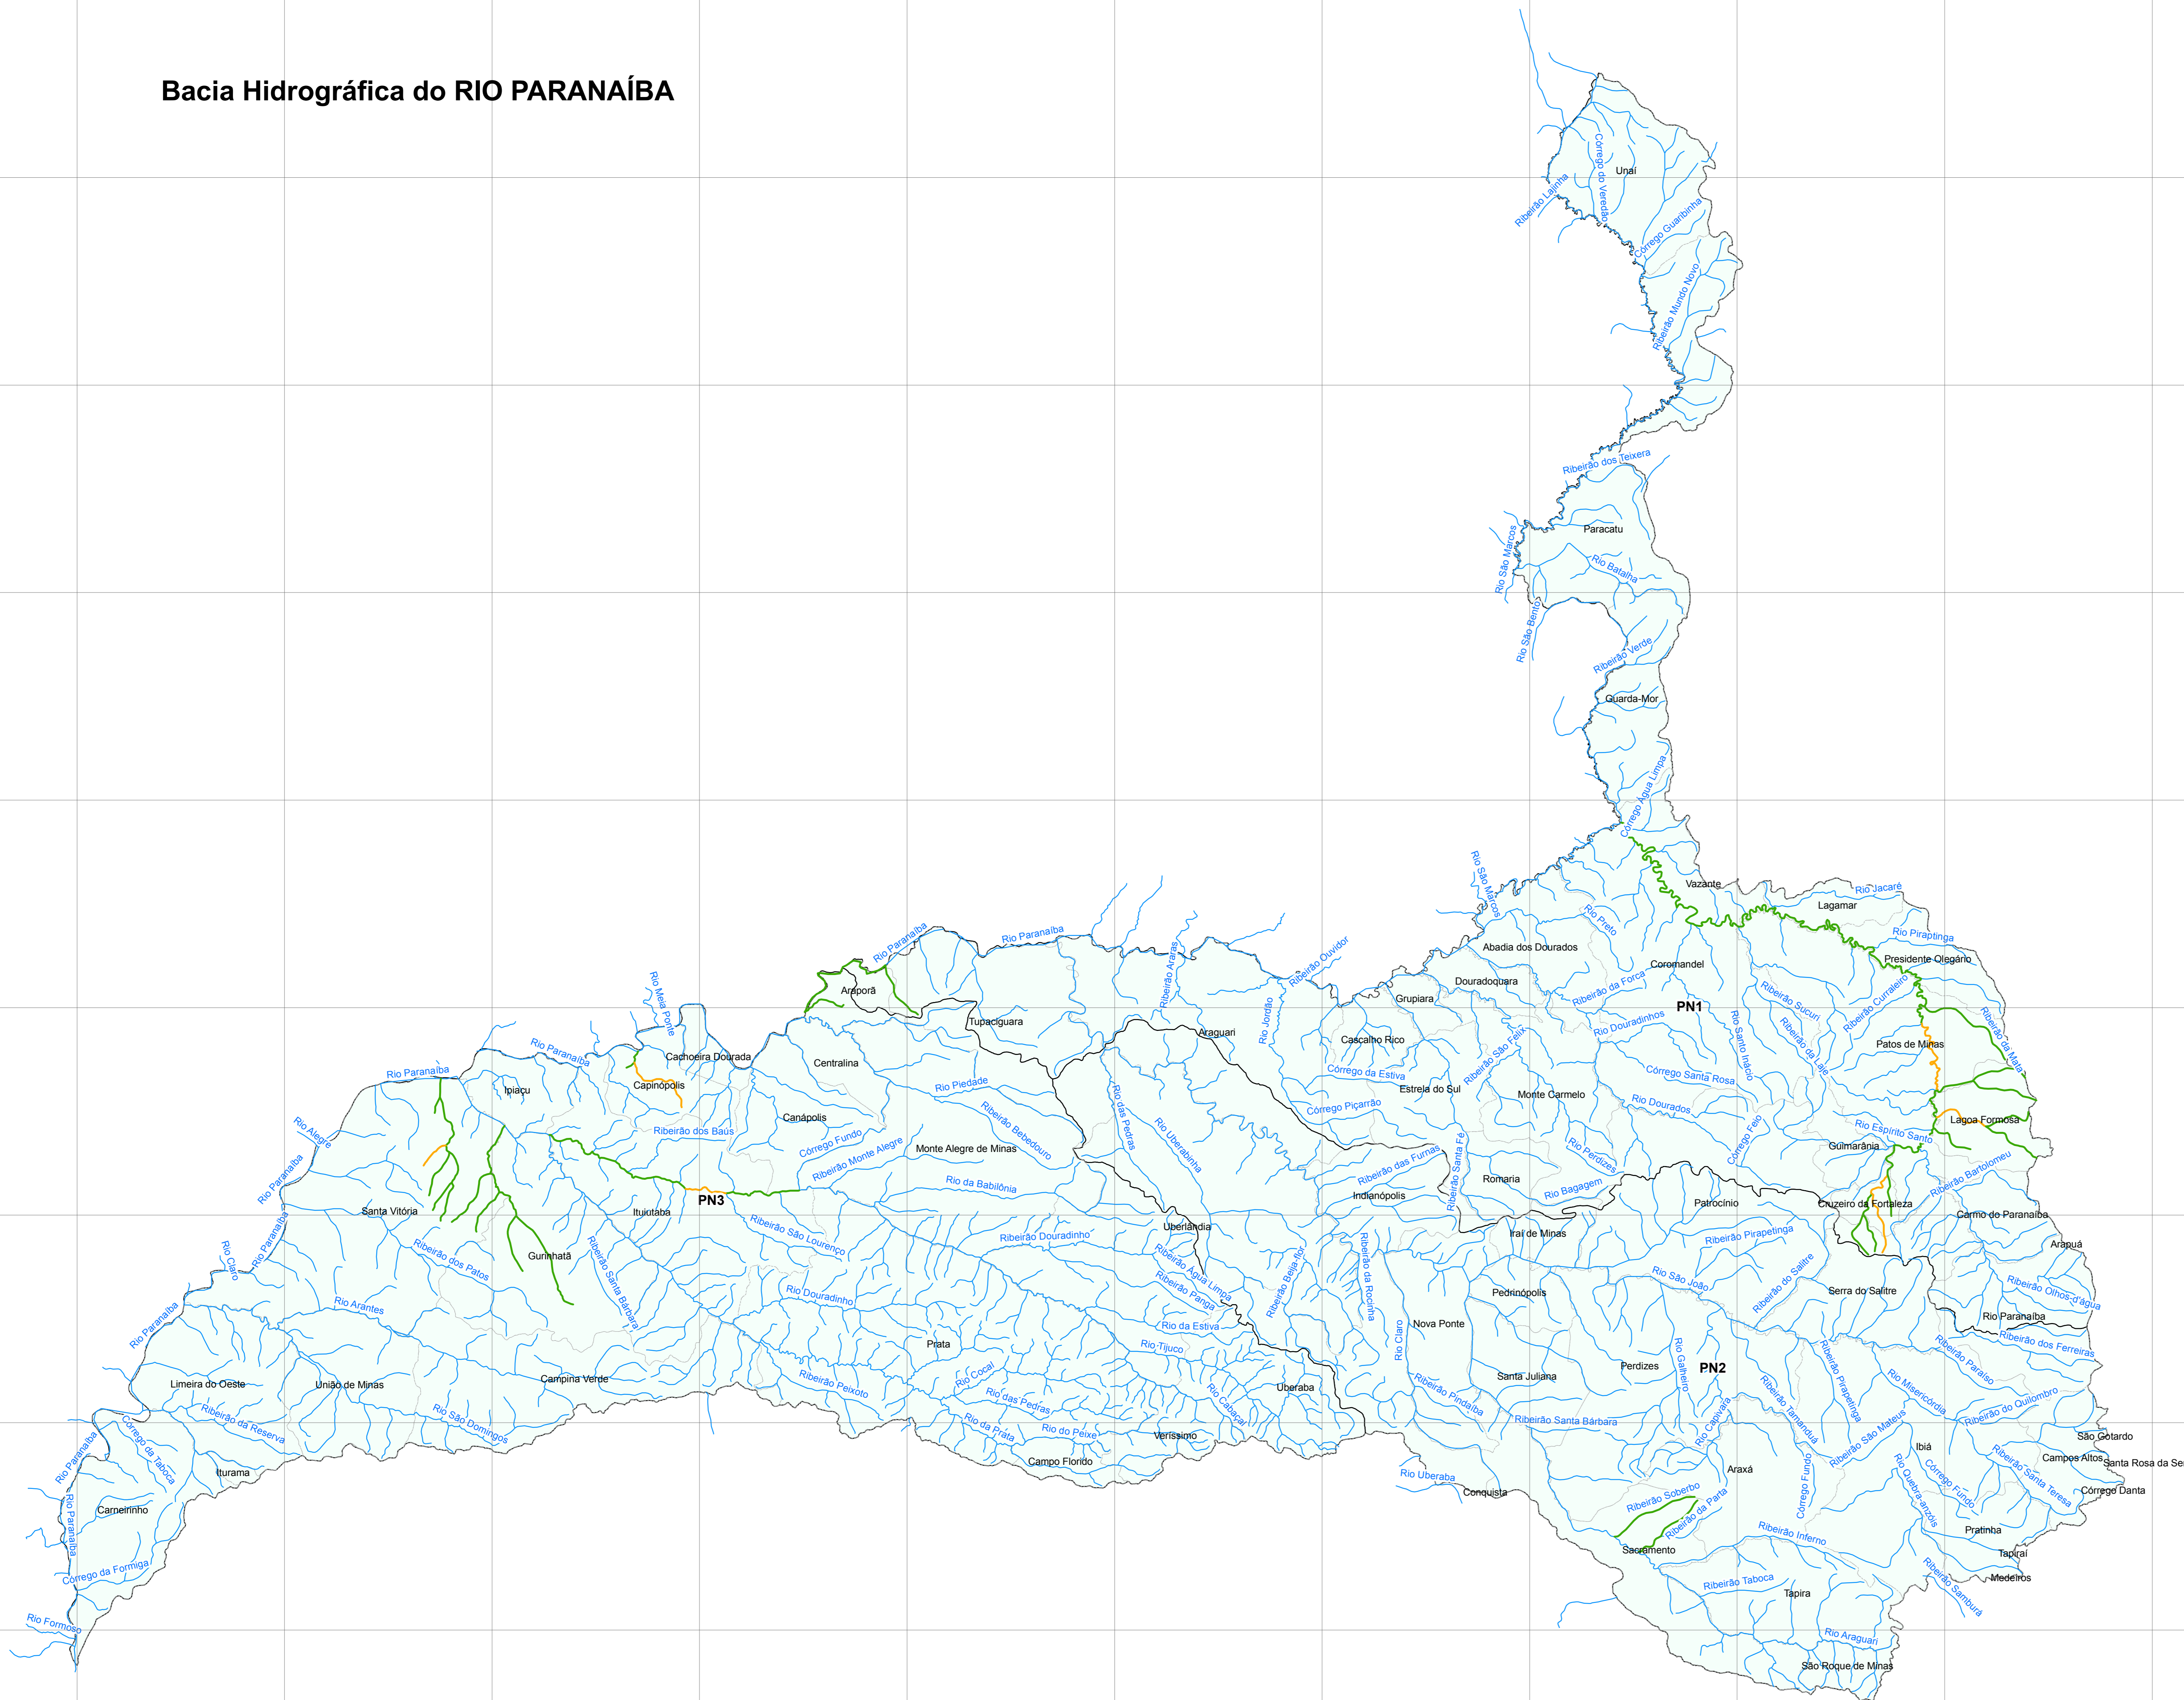 Bacia Hidrográfica do RIO PARANAÍBA
Unaí
Córrego do Veredão
Ribeirão Lajinha
Córrego Guaribinha
Ribeirão Mundo Novo
Ribeirão dos Teixera
Paracatu
Rio São Marcos
Rio Batalha
Rio São Bento
Ribeirão Verde
Guarda-Mor
Córrego Água Limpa
Rio São Marcos
Vazante
Rio Jacaré
Lagamar
Rio Preto
Rio Piraptinga
Abadia dos Dourados
Presidente Olegário
Coromandel
Rio Paranaíba
Rio Paranaíba
Ribeirão Araras
Ribeirão Ouvidor
Douradoquara
Ribeirão da Forca
Grupiara
PN1
Ribeirão Sucuri
Ribeirão Curraleiro
Araporã
Rio Meia Ponte
Tupaciguara
Araguari
Rio Jordão
Cascalho Rico
Rio Douradinhos
Rio Santo Inácio
Ribeirão da Laje
Patos de Minas
Ribeirão da Mata
Rio Paranaíba
Cachoeira Dourada
Centralina
Ribeirão São Felix
Córrego da Estiva
Córrego Santa Rosa
Rio Paranaíba
Ipiaçu
Capinópolis
Rio Piedade
Rio das Pedras
Estrela do Sul
Monte Carmelo
Rio Dourados
Córrego Piçarrão
Canápolis
Ribeirão Bebedouro
Rio Uberabinha
Lagoa Formosa
Rio Alegre
Ribeirão dos Baús
Córrego Fundo
Ribeirão Monte Alegre
Monte Alegre de Minas
Rio Espírito Santo
Guimarânia
Córrego Feio
Rio Perdizes
Ribeirão Santa Fé
Ribeirão das Furnas
Romaria
Rio Bagagem
Ribeirão Bartolomeu
Rio Paranaíba
PN3
Rio da Babilônia
Indianópolis
Patrocínio
Cruzeiro da Fortaleza
Santa Vitória
Ituiutaba
Carmo do Paranaíba
Rio Paranaíba
Ribeirão São Lourenço
Uberlândia
Ribeirão Douradinho
Iraí de Minas
Ribeirão Pirapetinga
Arapuá
Rio Claro
Ribeirão dos Patos
Gurinhatã
Ribeirão Santa Bárbara
Ribeirão Água Limpa
Ribeirão Panga
Ribeirão Beija-flor
Ribeirão da Rocinha
Rio São João
Ribeirão do Salitre
Serra do Salitre
Ribeirão Olhos-d'água
Rio Douradinho
Pedrinópolis
Rio Paranaíba
Rio Paranaíba
Rio Arantes
Rio da Estiva
Nova Ponte
Rio Claro
Rio Tijuco
Prata
Ribeirão dos Ferreiras
Rio Galheiro
Perdizes
PN2
Ribeirão Pirapetinga
Ribeirão Paraíso
Limeira do Oeste
União de Minas
Campina Verde
Ribeirão Peixoto
Rio Cocal
Uberaba
Santa Juliana
Ribeirão Tamanduá
Rio Misericórdia
Ribeirão do Quilombro
Ribeirão da Reserva
Rio São Domingos
Rio das Pedras
Rio Cabaçal
Ribeirão Pindaíba
Ribeirão Santa Bárbara
Rio Capivara
Ribeirão São Mateus
Rio da Prata
Rio do Peixe
Veríssimo
Ibiá
São Gotardo
Rio Paranaíba
Córrego da Taboca
Iturama
Campo Florido
Rio Uberaba
Araxá
Córrego Fundo
Rio Quebra-anzóis
Córrego Fundo
Ribeirão Santa Teresa
Campos Altos
Santa Rosa da Ser
Córrego Danta
Conquista
Ribeirão Soberbo
Ribeirão da Parta
Carneirinho
Rio Paranaíba
Ribeirão Inferno
Pratinha
Sacramento
Tapiraí
Medeiros
Córrego da Formiga
Ribeirão Taboca
Tapira
Ribeirão Samburá
Rio Formoso
Rio Araguari
São Roque de Minas